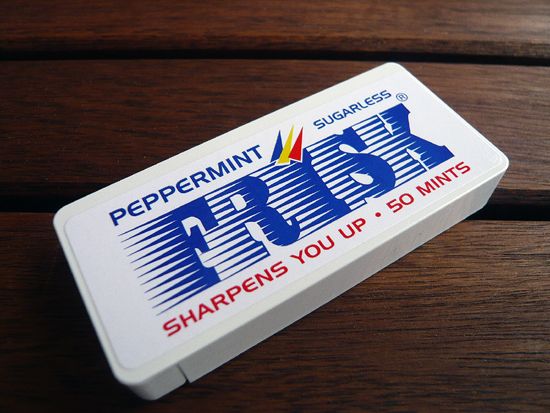 PEPPERMINT SUGARLESS
FRISK®
SHARPENS YOU UP • 50 MINTS